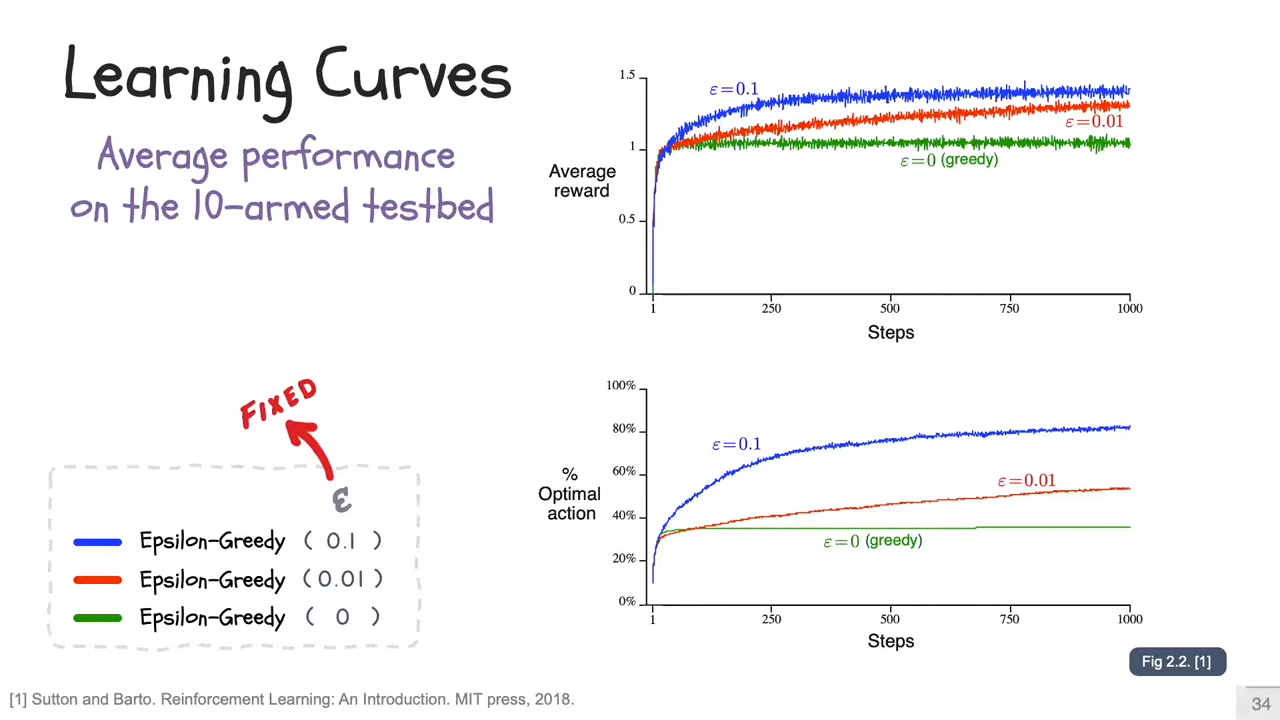 Learning Curves
Average performance
on the 10-armed testbed
FIXED
ε
Epsilon-Greedy ( 0.1 )
Epsilon-Greedy ( 0.01 )
Epsilon-Greedy ( 0 )
1.5
1
0.5
0
Average
reward
ε=0.1
ε=0.01
ε=0 (greedy)
1
250
500
750
1000
Steps
100%
80%
60%
40%
20%
0%
%
Optimal
action
ε=0.1
ε=0.01
ε=0 (greedy)
1
250
500
750
1000
Steps
Fig 2.2. [1]
[1] Sutton and Barto. Reinforcement Learning: An Introduction. MIT press, 2018.
34